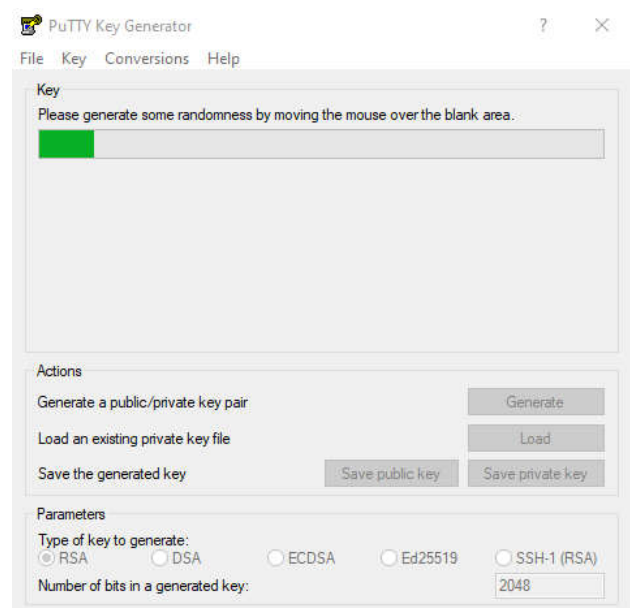 PuTTY Key Generator
? ×
File Key Conversions Help
Key
Please generate some randomness by moving the mouse over the blank area.
Actions
Generate a public/private key pair
Generate
Load an existing private key file
Load
Save the generated key
Save public key
Save private key
Parameters
Type of key to generate:
RSA DSA ECDSA Ed25519 SSH-1 (RSA)
Number of bits in a generated key:
2048